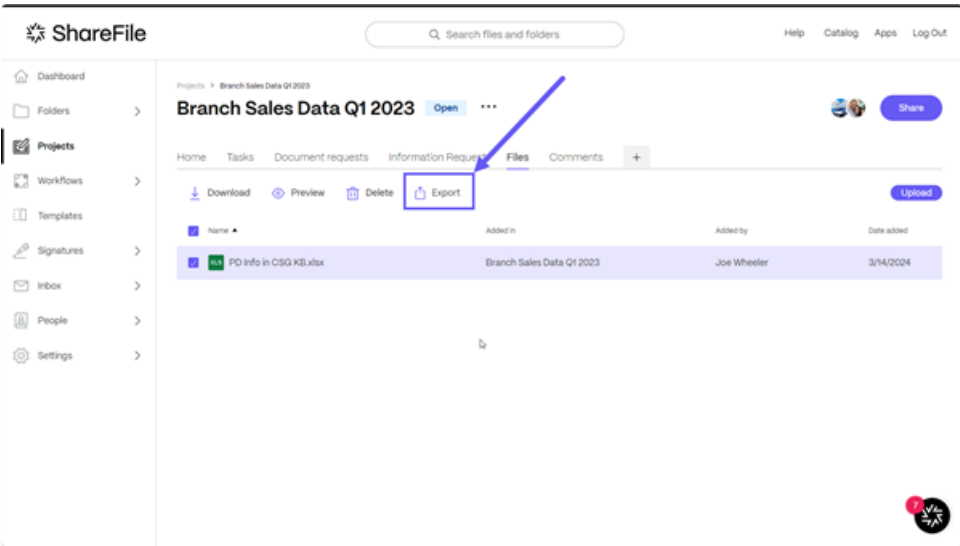 ShareFile
Search files and folders
Help Catalog Apps Log Out
Dashboard
Folders
Projects
Workflows
Templates
Signatures
Inbox
People
Settings
Projects > Branch Sales Data Q1 2023
Branch Sales Data Q1 2023 Open ...
Share
Home Tasks Document requests Information Request Files Comments +
Download Preview Delete Export
Upload
Name Added in Added by Date added
XLS PD Info in CSG KB.xlsx Branch Sales Data Q1 2023 Joe Wheeler 3/14/2024
7